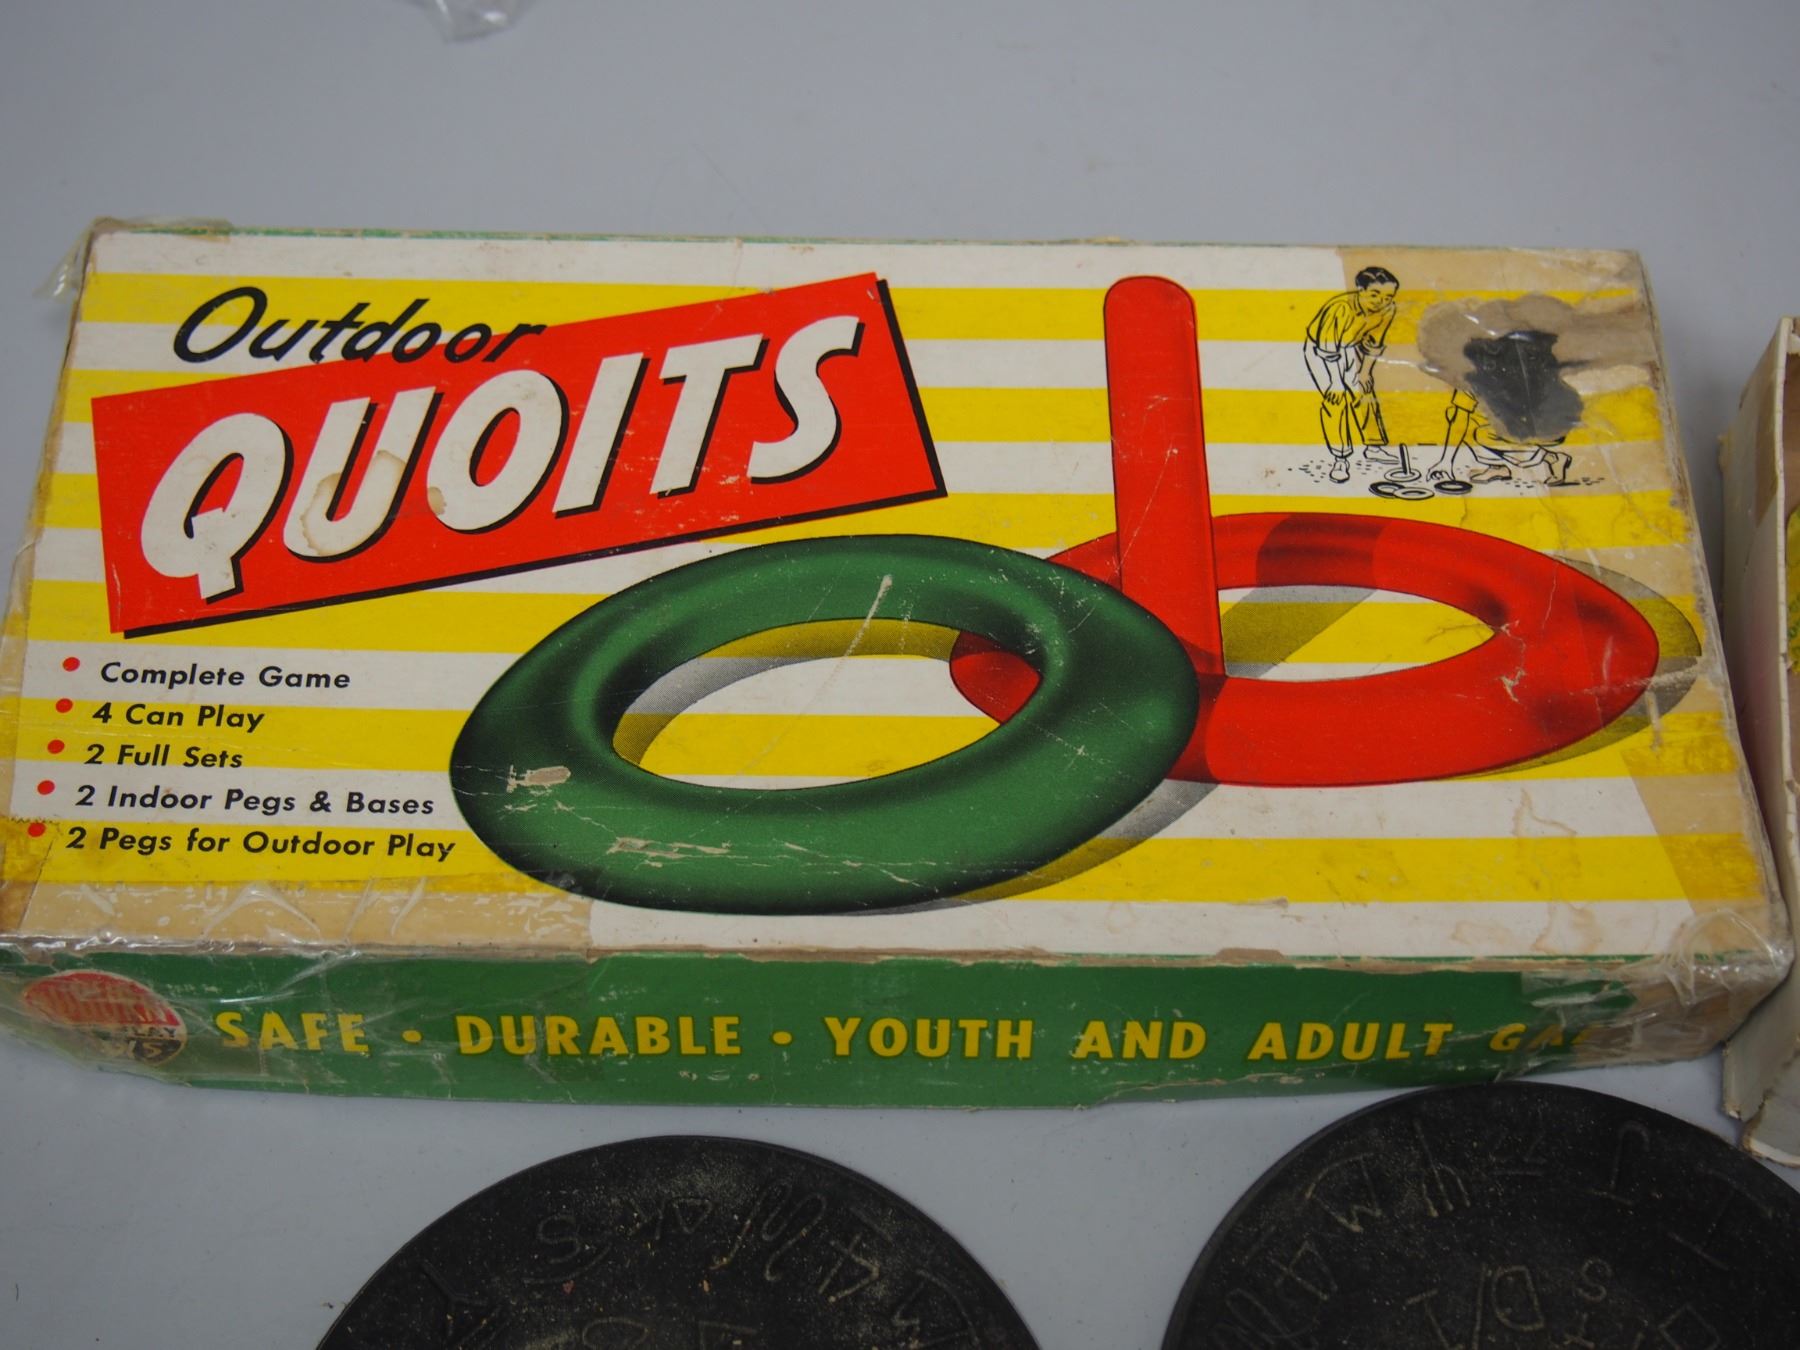 Outdoor
QUOITS
• Complete Game
• 4 Can Play
• 2 Full Sets
• 2 Indoor Pegs & Bases
• 2 Pegs for Outdoor Play
SAFE • DURABLE • YOUTH AND ADULT